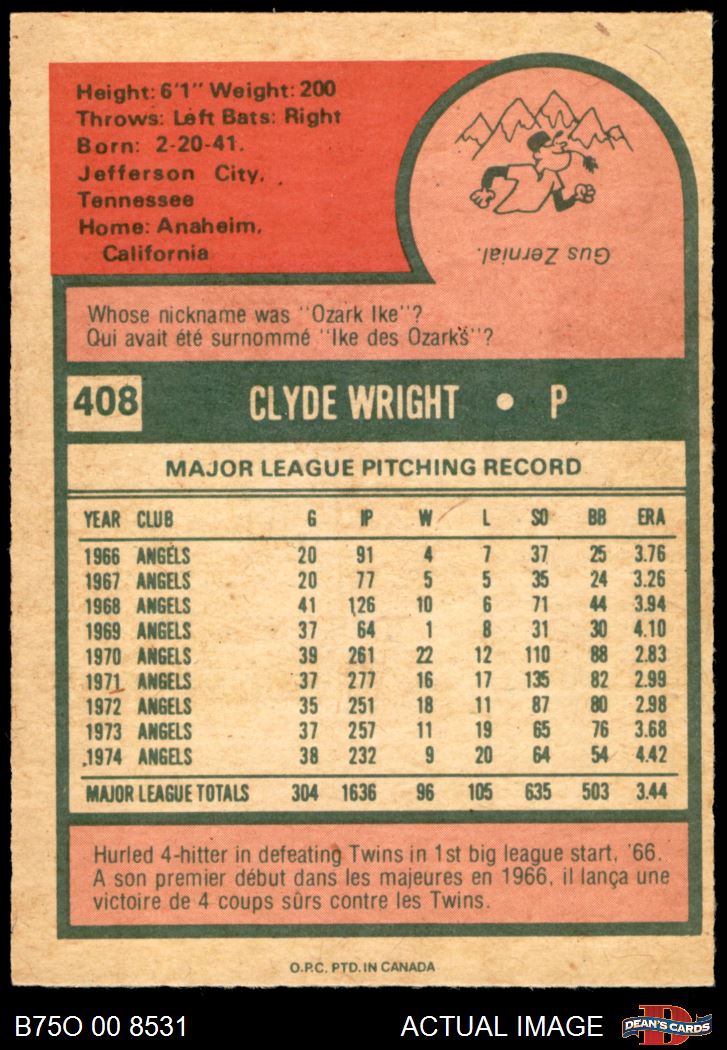 Height: 6'1" Weight: 200
Throws: Left Bats: Right
Born: 2-20-41.
Jefferson City,
Tennessee
Home: Anaheim,
California
Gus Zernial.
Whose nickname was "Ozark Ike"?
Qui avait été surnommé "Ike des Ozarks"?
408 CLYDE WRIGHT • P
MAJOR LEAGUE PITCHING RECORD
YEAR CLUB G IP W L SO BB ERA
1966 ANGELS 20 91 4 7 37 25 3.76
1967 ANGELS 20 77 5 5 35 24 3.26
1968 ANGELS 41 126 10 6 71 44 3.94
1969 ANGELS 37 64 1 8 31 30 4.10
1970 ANGELS 39 261 22 12 110 88 2.83
1971 ANGELS 37 277 16 17 135 82 2.99
1972 ANGELS 35 251 18 11 87 80 2.98
1973 ANGELS 37 257 11 19 65 76 3.68
1974 ANGELS 38 232 9 20 64 54 4.42
MAJOR LEAGUE TOTALS 304 1636 96 105 635 503 3.44
Hurled 4-hitter in defeating Twins in 1st big league start, '66.
A son premier début dans les majeures en 1966, il lança une
victoire de 4 coups sûrs contre les Twins.
O.P.C. PTD. IN CANADA
B75O 00 8531 ACTUAL IMAGE D DEAN'S CARDS